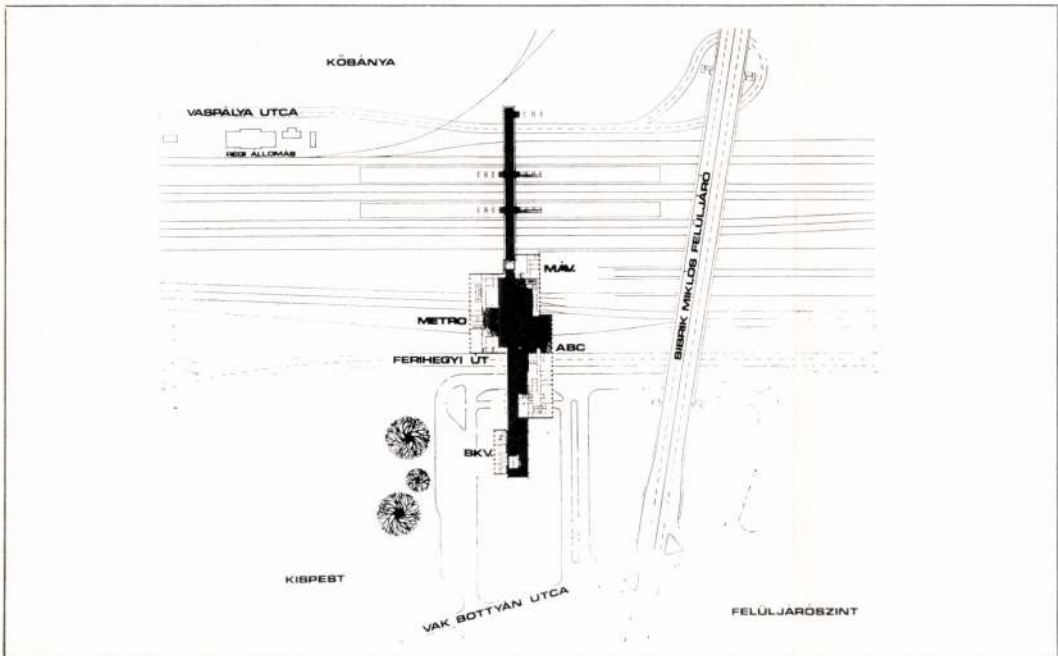 KŐBÁNYA
VASPÁLYA UTCA
RÉGI ÁLLOMÁS
SIBRIK MIKLÓS FELÜLJÁRÓ
MÁV.
METRO
ABC
FERIHEGYI ÚT
BKV.
KISPEST
VAK BOTTYÁN UTCA
FELÜLJÁRÓSZINT